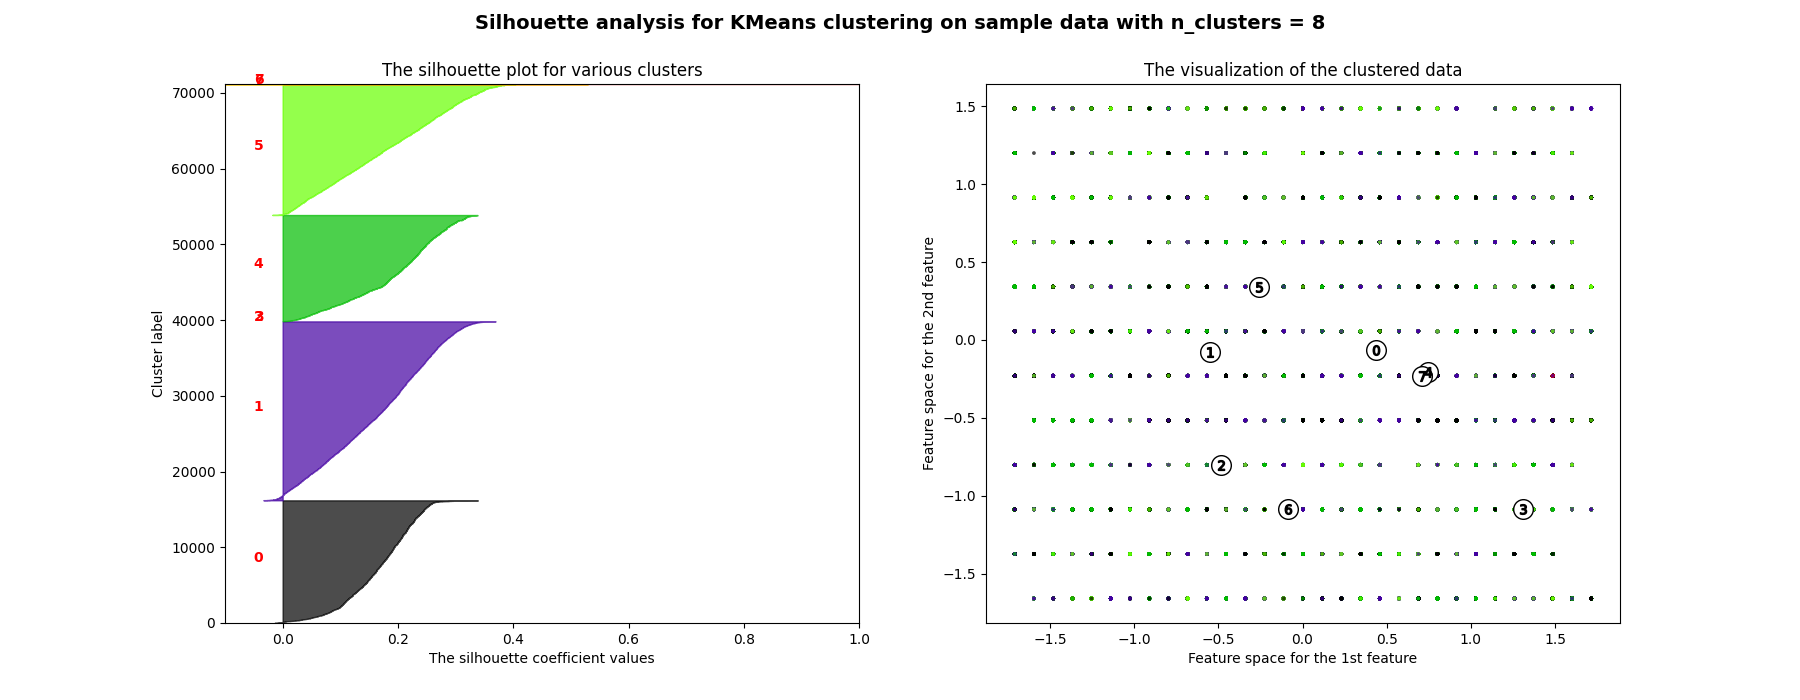 Silhouette analysis for KMeans clustering on sample data with n_clusters = 8
The silhouette plot for various clusters
70000
60000
50000
40000
30000
20000
10000
0
Cluster label
5
4
1
0
0.0 0.2 0.4 0.6 0.8 1.0
The silhouette coefficient values
The visualization of the clustered data
1.5
1.0
0.5
0.0
−0.5
−1.0
−1.5
Feature space for the 2nd feature
5
1
0
7
2
6
3
−1.5 −1.0 −0.5 0.0 0.5 1.0 1.5
Feature space for the 1st feature